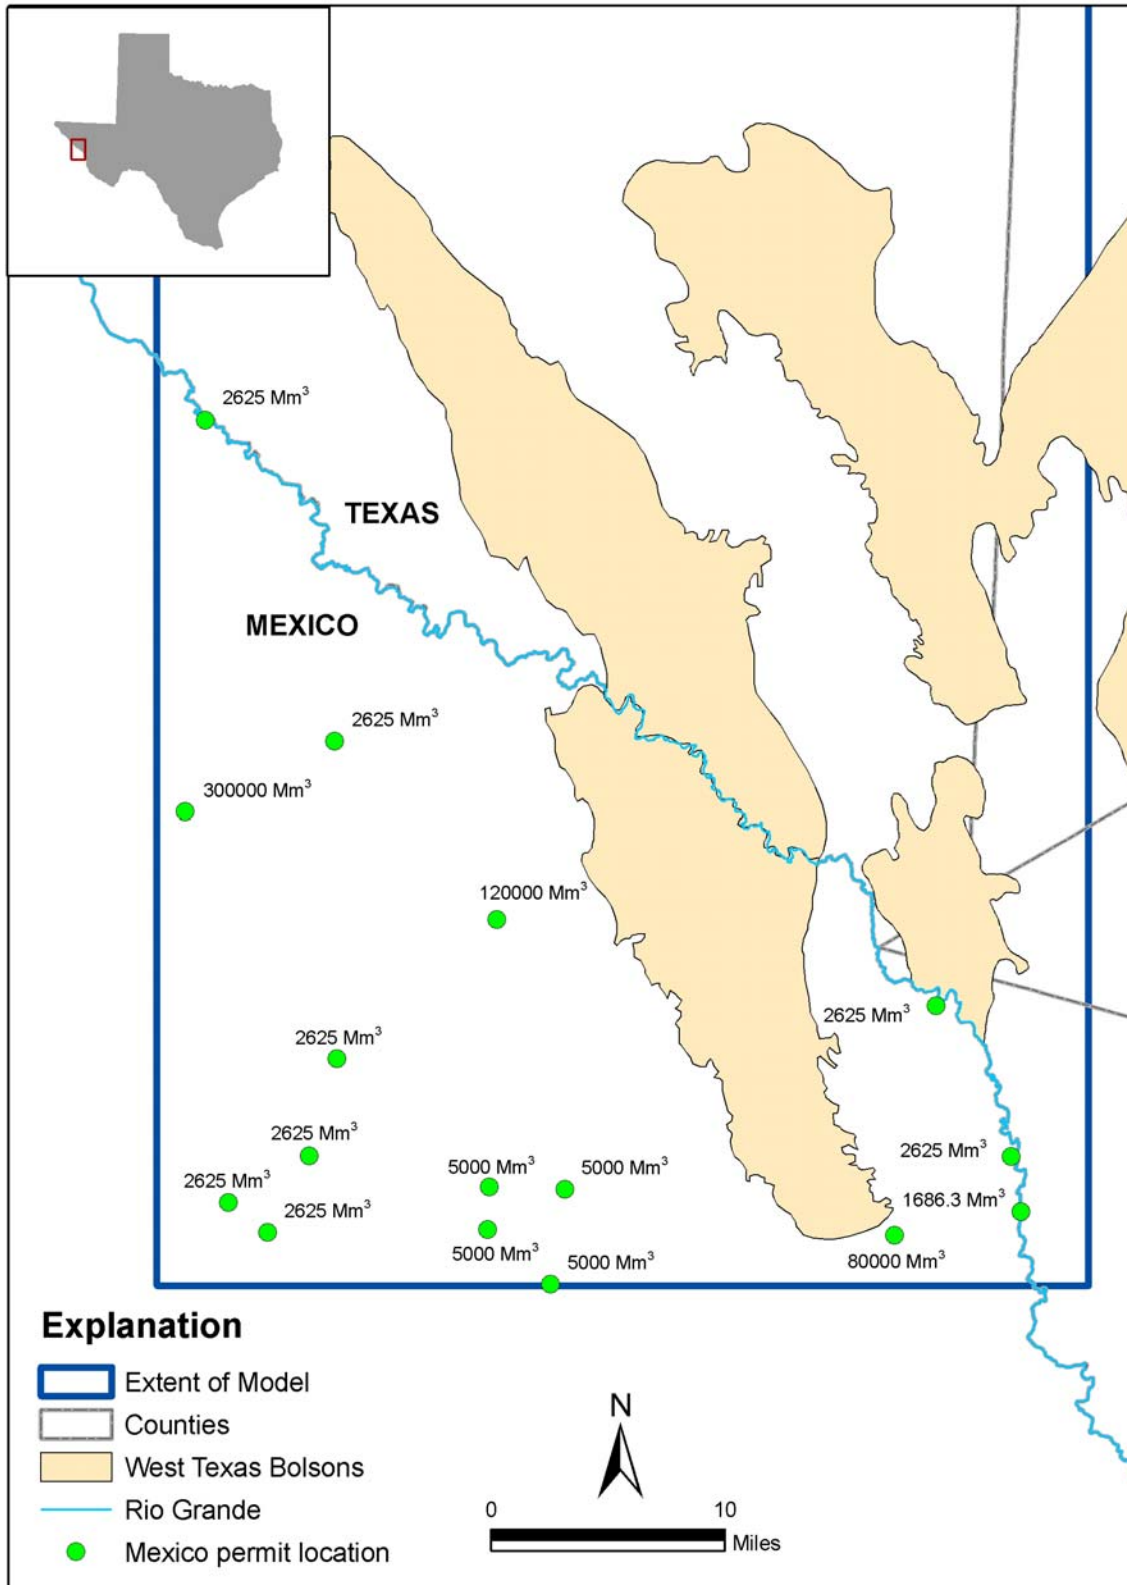 2625 Mm³
TEXAS
MEXICO
2625 Mm³
300000 Mm³
120000 Mm³
2625 Mm³
2625 Mm³
2625 Mm³
2625 Mm³
5000 Mm³
5000 Mm³
2625 Mm³
2625 Mm³
1686.3 Mm³
5000 Mm³
5000 Mm³
80000 Mm³
Explanation
Extent of Model
Counties
West Texas Bolsons
Rio Grande
Mexico permit location
N
0 10
Miles